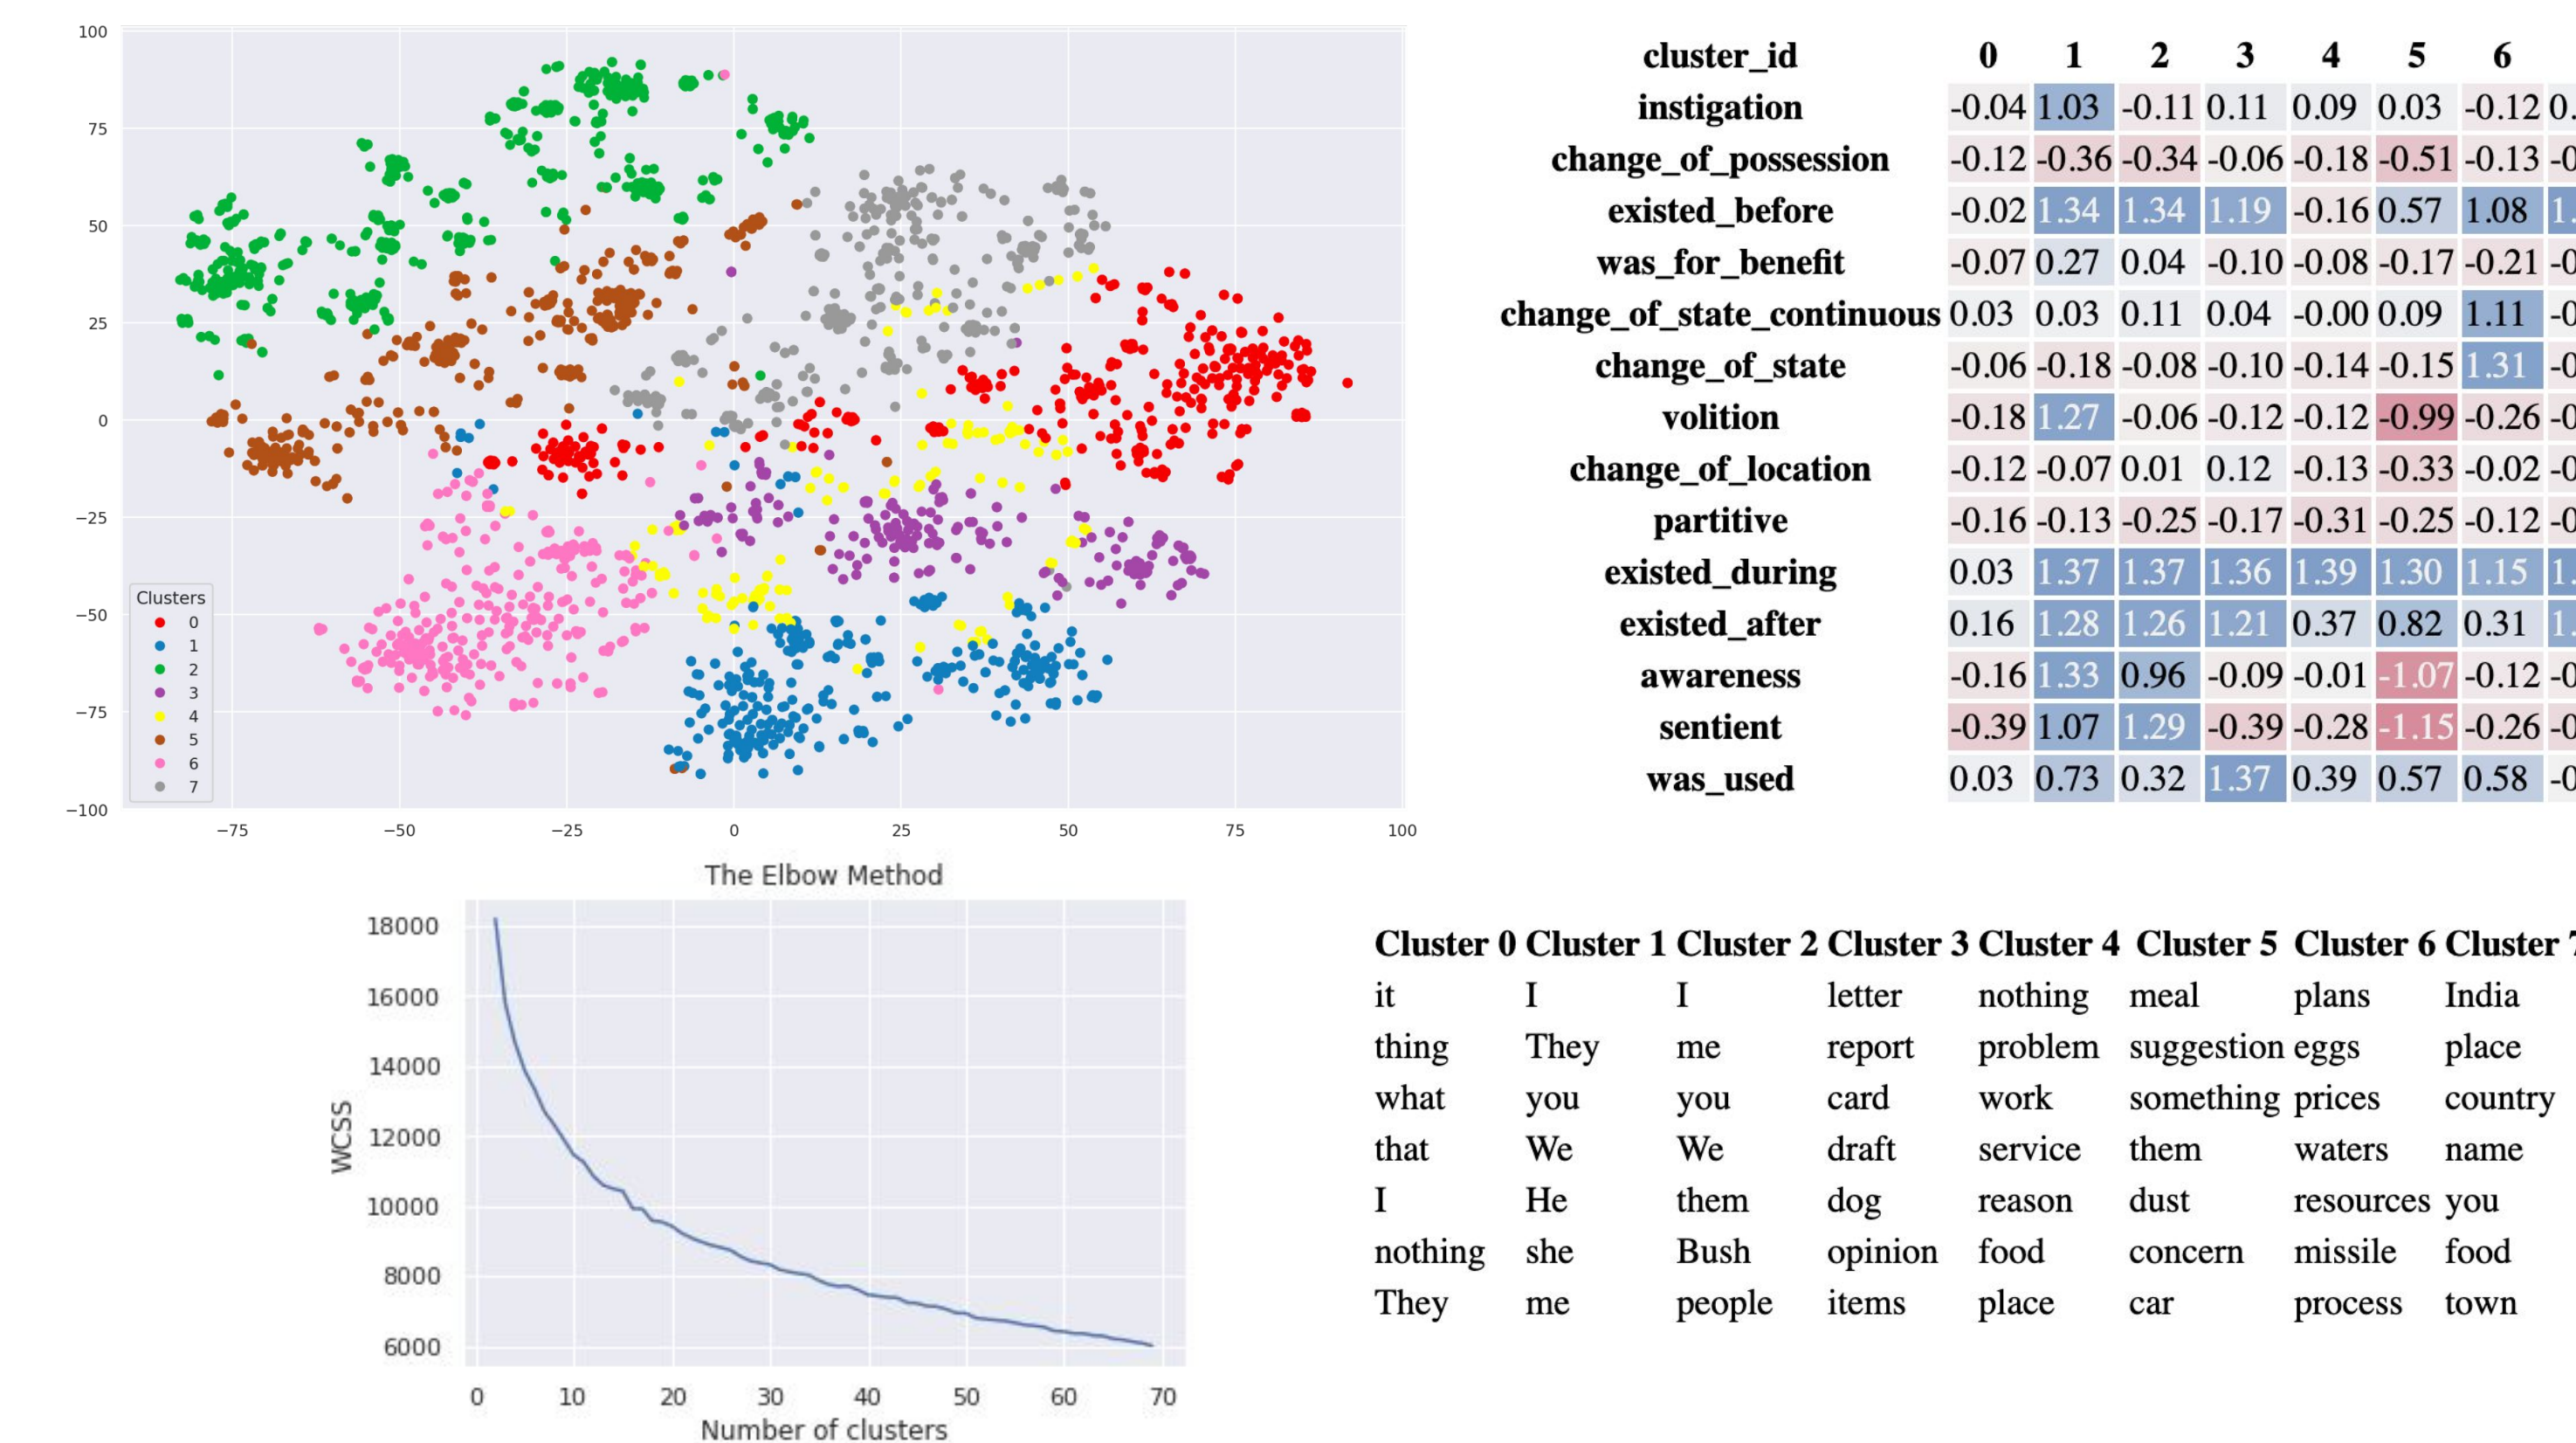 100
75
50
25
0
−25
−50
−75
−100
−75
−50
−25
0
25
50
75
100
Clusters
0
1
2
3
4
5
6
7
cluster_id 0 1 2 3 4 5 6
instigation -0.04 1.03 -0.11 0.11 0.09 0.03 -0.12 0.
change_of_possession -0.12 -0.36 -0.34 -0.06 -0.18 -0.51 -0.13 -0
existed_before -0.02 1.34 1.34 1.19 -0.16 0.57 1.08 1.
was_for_benefit -0.07 0.27 0.04 -0.10 -0.08 -0.17 -0.21 -0
change_of_state_continuous 0.03 0.03 0.11 0.04 -0.00 0.09 1.11 -0
change_of_state -0.06 -0.18 -0.08 -0.10 -0.14 -0.15 1.31 -0
volition -0.18 1.27 -0.06 -0.12 -0.12 -0.99 -0.26 -0
change_of_location -0.12 -0.07 0.01 0.12 -0.13 -0.33 -0.02 -0
partitive -0.16 -0.13 -0.25 -0.17 -0.31 -0.25 -0.12 -0
existed_during 0.03 1.37 1.37 1.36 1.39 1.30 1.15 1.
existed_after 0.16 1.28 1.26 1.21 0.37 0.82 0.31 1.
awareness -0.16 1.33 0.96 -0.09 -0.01 -1.07 -0.12 -0
sentient -0.39 1.07 1.29 -0.39 -0.28 -1.15 -0.26 -0
was_used 0.03 0.73 0.32 1.37 0.39 0.57 0.58 -0
The Elbow Method
18000
16000
14000
12000
10000
8000
6000
WCSS
0 10 20 30 40 50 60 70
Number of clusters
Cluster 0 Cluster 1 Cluster 2 Cluster 3 Cluster 4 Cluster 5 Cluster 6 Cluster 7
it I I letter nothing meal plans India
thing They me report problem suggestion eggs place
what you you card work something prices country
that We We draft service them waters name
I He them dog reason dust resources you
nothing she Bush opinion food concern missile food
They me people items place car process town